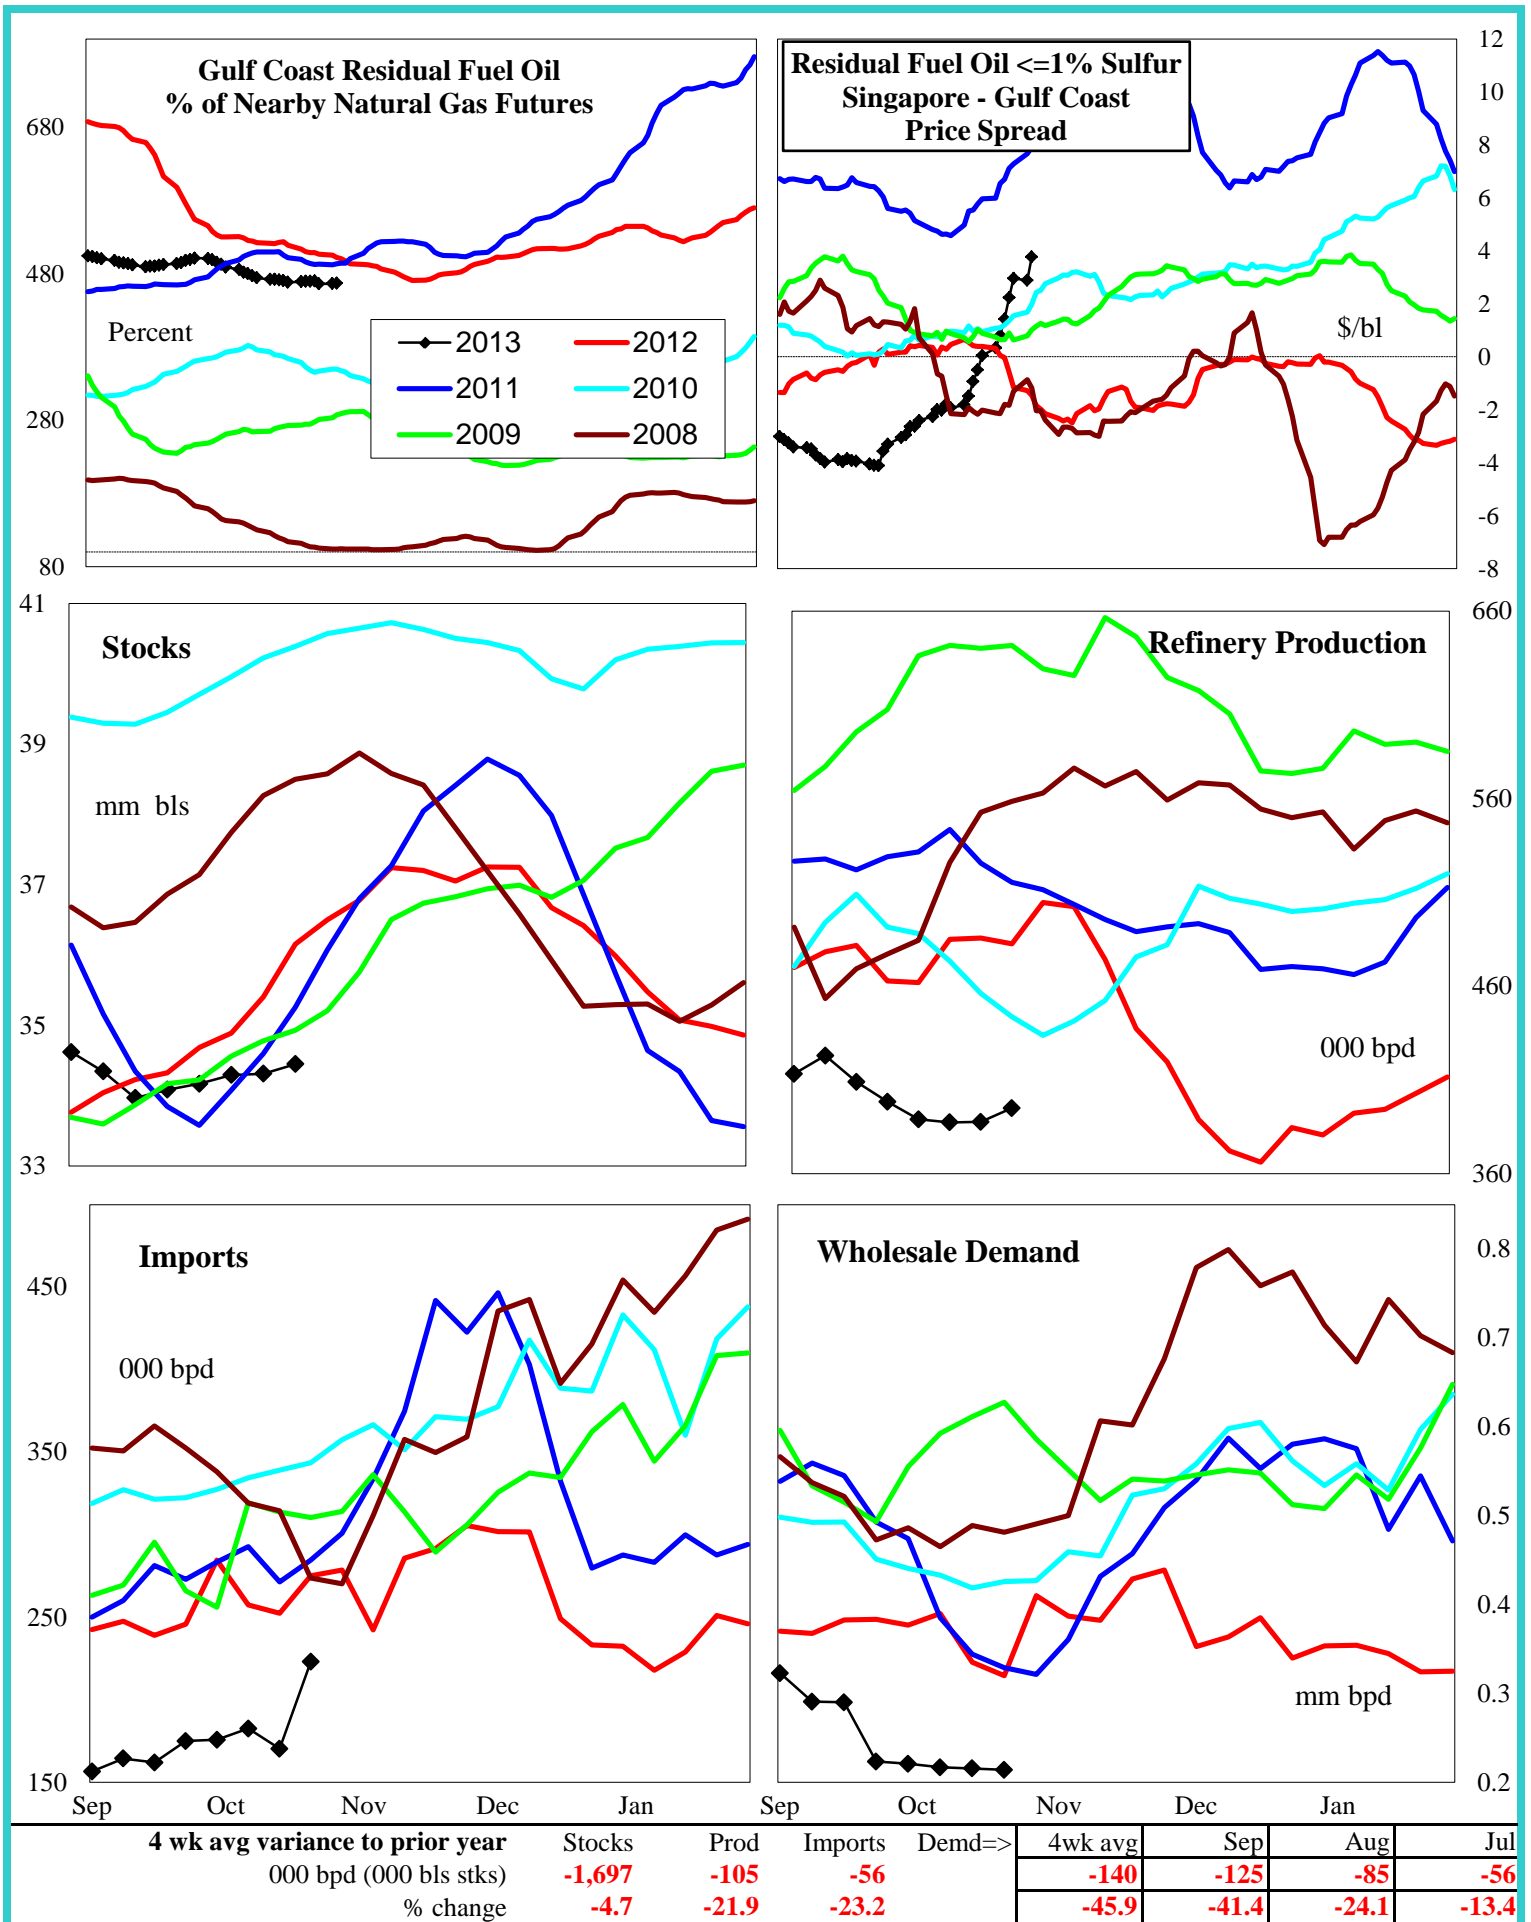 Gulf Coast Residual Fuel Oil
% of Nearby Natural Gas Futures
680
480
280
80
Percent
2013
2012
2011
2010
2009
2008
Residual Fuel Oil <=1% Sulfur
Singapore - Gulf Coast
Price Spread
12
10
8
6
4
2
0
-2
-4
-6
-8
$/bl
Stocks
mm bls
41
39
37
35
33
Refinery Production
000 bpd
660
560
460
360
Imports
000 bpd
450
350
250
150
Sep Oct Nov Dec Jan
Wholesale Demand
mm bpd
0.8
0.7
0.6
0.5
0.4
0.3
0.2
Sep Oct Nov Dec Jan
4 wk avg variance to prior year Stocks Prod Imports Demd=> 4wk avg Sep Aug Jul
000 bpd (000 bls stks) -1,697 -105 -56 -140 -125 -85 -56
% change -4.7 -21.9 -23.2 -45.9 -41.4 -24.1 -13.4